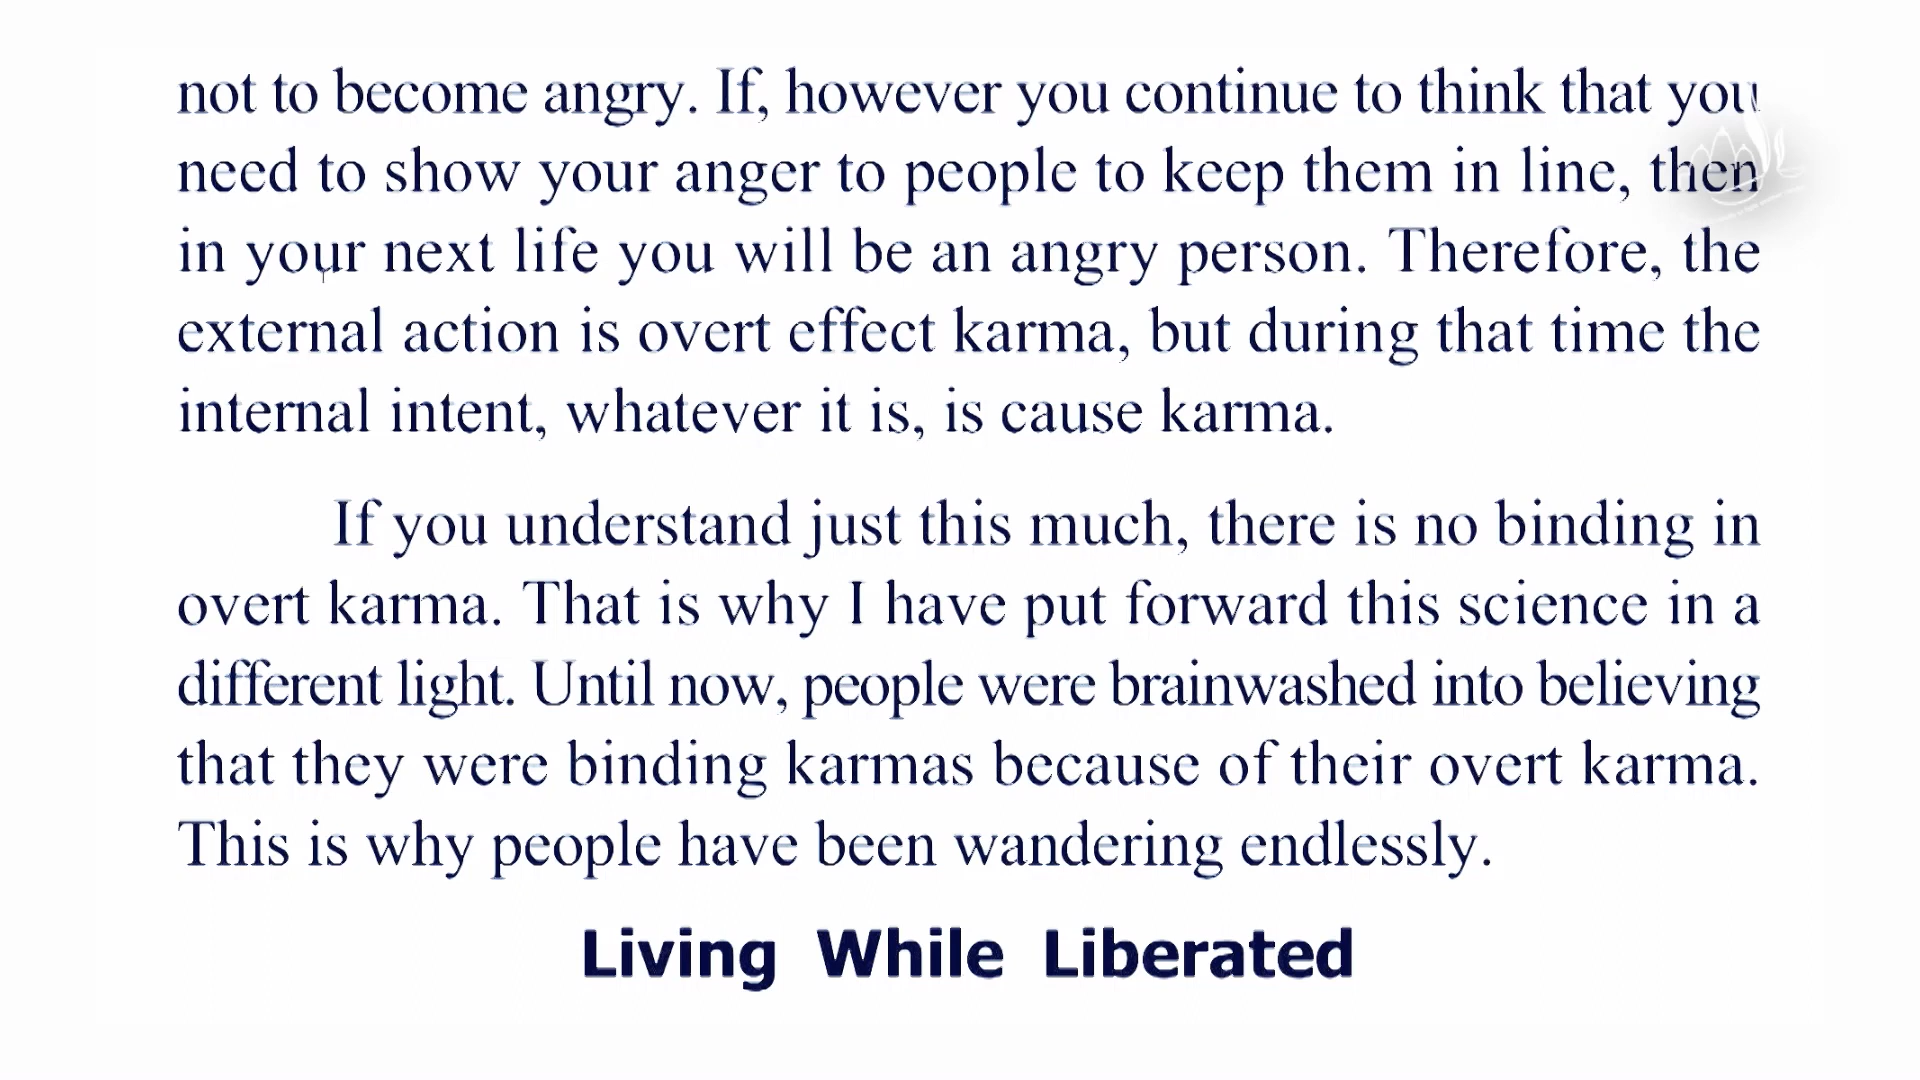 not to become angry. If, however you continue to think that you
need to show your anger to people to keep them in line, then
in your next life you will be an angry person. Therefore, the
external action is overt effect karma, but during that time the
internal intent, whatever it is, is cause karma.
If you understand just this much, there is no binding in
overt karma. That is why I have put forward this science in a
different light. Until now, people were brainwashed into believing
that they were binding karmas because of their overt karma.
This is why people have been wandering endlessly.
Living While Liberated